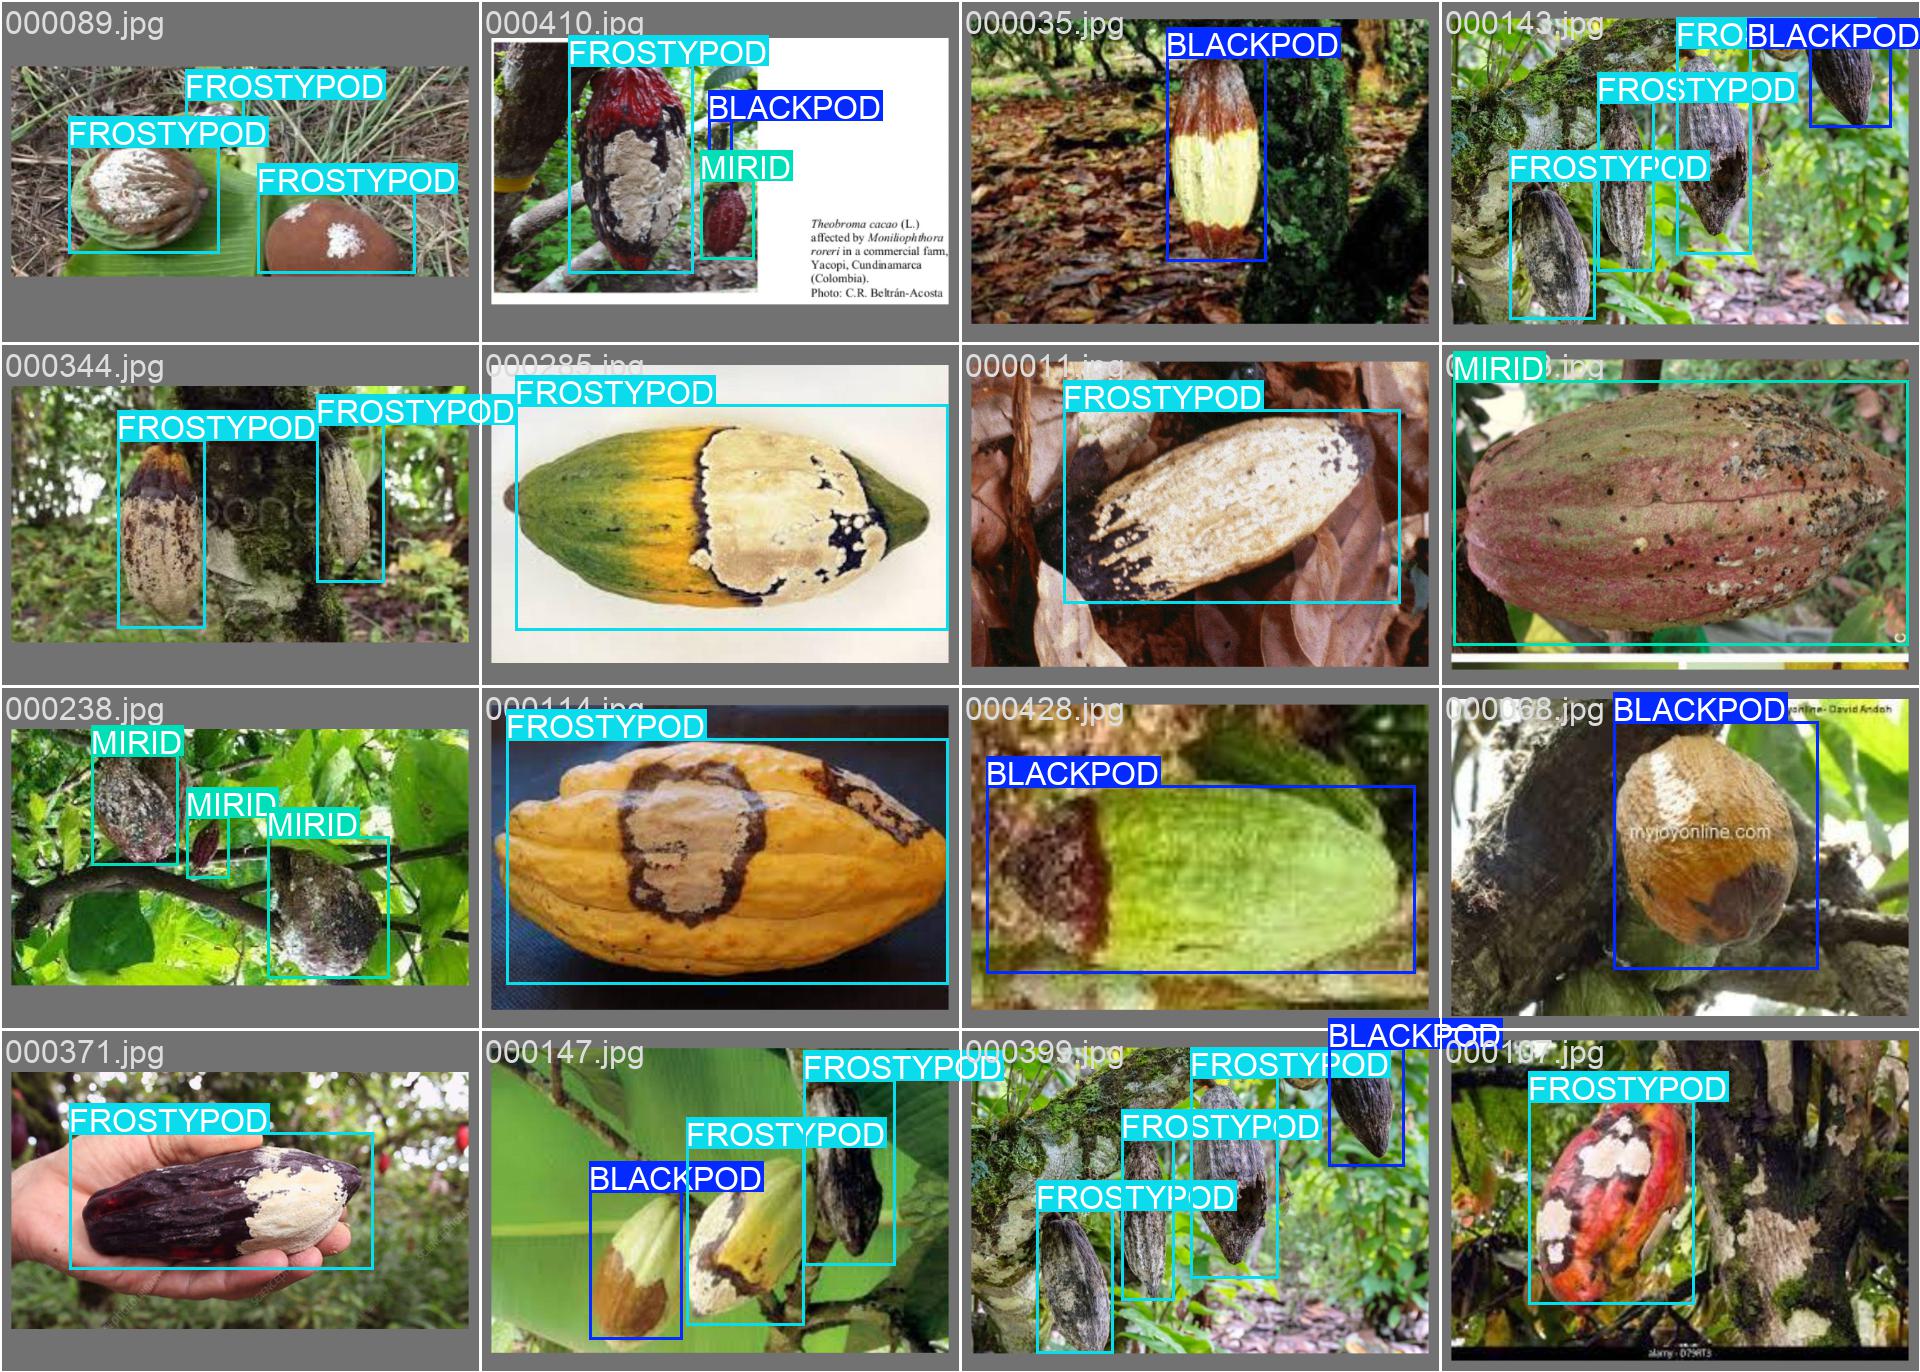 000089.jpg
FROSTYPOD
FROSTYPOD
FROSTYPOD
000410.jpg
FROSTYPOD
BLACKPOD
MIRID
Theobroma cacao (L.)
affected by Moniliophthora
roreri in a commercial farm,
Yacopi, Cundinamarca
(Colombia).
Photo: C.R. Beltrán-Acosta
000035.jpg
BLACKPOD
000143.jpg
FRO
BLACKPOD
FROSTYPOD
FROSTYPOD
000344.jpg
FROSTYPOD
FROSTYPOD
000285.jpg
FROSTYPOD
000011.jpg
FROSTYPOD
MIRID
000238.jpg
MIRID
MIRID
MIRID
000114.jpg
FROSTYPOD
000428.jpg
BLACKPOD
000068.jpg
BLACKPOD
yonline- David Andoh
myjoyonline.com
000371.jpg
FROSTYPOD
000147.jpg
FROSTYPOD
FROSTYPOD
BLACKPOD
000399.jpg
BLACKPOD
FROSTYPOD
FROSTYPOD
FROSTYPOD
000107.jpg
FROSTYPOD
alamy - D79RT3